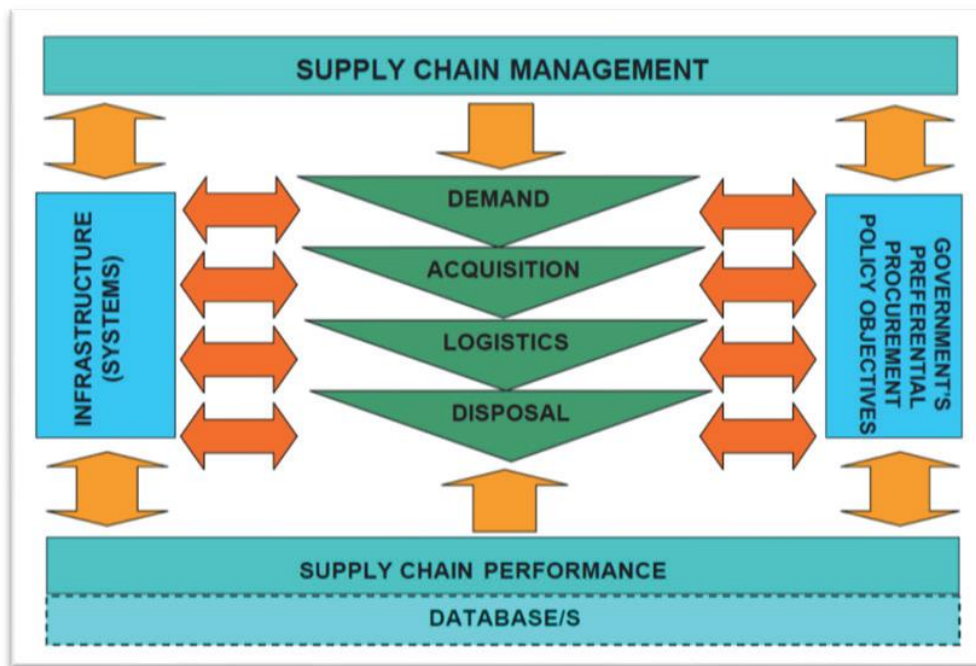 SUPPLY CHAIN MANAGEMENT
INFRASTRUCTURE
(SYSTEMS)
DEMAND
ACQUISITION
LOGISTICS
DISPOSAL
GOVERNMENT'S
PREFERENTIAL
PROCUREMENT
POLICY OBJECTIVES
SUPPLY CHAIN PERFORMANCE
DATABASE/S